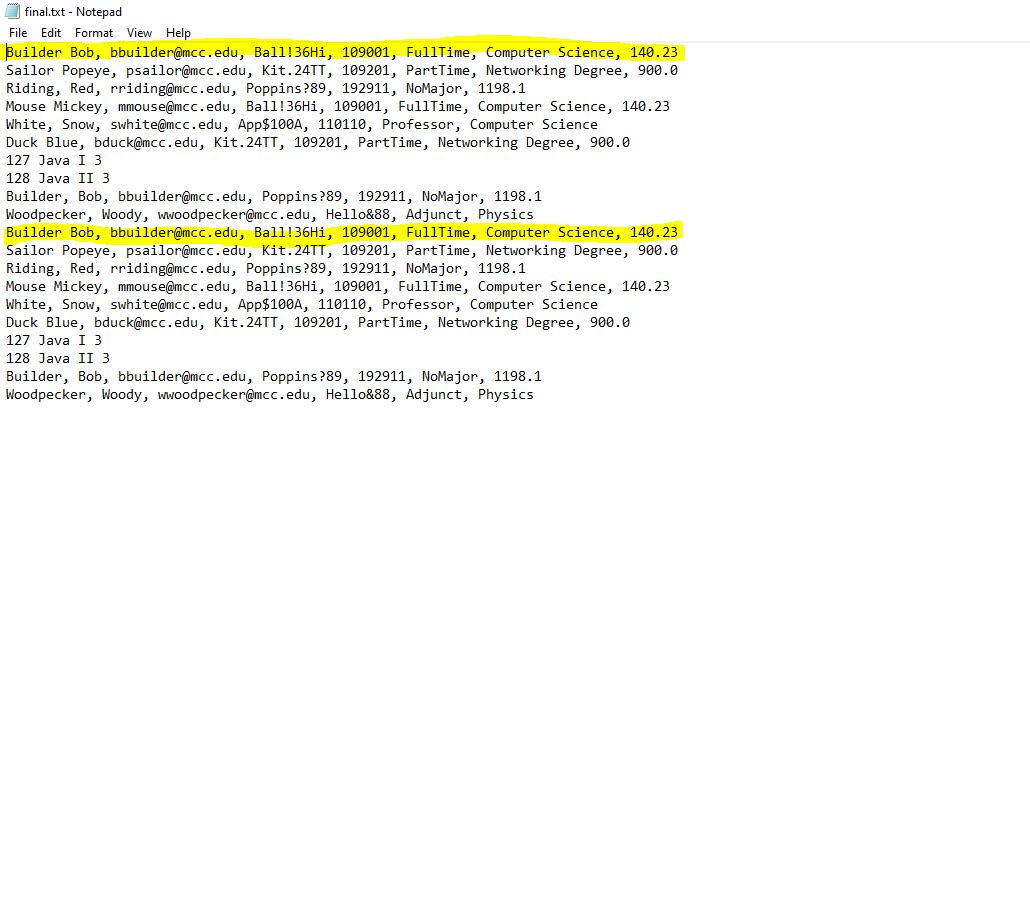 final.txt - Notepad
File Edit Format View Help
Builder Bob, bbuilder@mcc.edu, Ball!36Hi, 109001, FullTime, Computer Science, 140.23
Sailor Popeye, psailor@mcc.edu, Kit.24TT, 109201, PartTime, Networking Degree, 900.0
Riding, Red, rriding@mcc.edu, Poppins?89, 192911, NoMajor, 1198.1
Mouse Mickey, mmouse@mcc.edu, Ball!36Hi, 109001, FullTime, Computer Science, 140.23
White, Snow, swhite@mcc.edu, App$100A, 110110, Professor, Computer Science
Duck Blue, bduck@mcc.edu, Kit.24TT, 109201, PartTime, Networking Degree, 900.0
127 Java I 3
128 Java II 3
Builder, Bob, bbuilder@mcc.edu, Poppins?89, 192911, NoMajor, 1198.1
Woodpecker, Woody, wwoodpecker@mcc.edu, Hello&88, Adjunct, Physics
Builder Bob, bbuilder@mcc.edu, Ball!36Hi, 109001, FullTime, Computer Science, 140.23
Sailor Popeye, psailor@mcc.edu, Kit.24TT, 109201, PartTime, Networking Degree, 900.0
Riding, Red, rriding@mcc.edu, Poppins?89, 192911, NoMajor, 1198.1
Mouse Mickey, mmouse@mcc.edu, Ball!36Hi, 109001, FullTime, Computer Science, 140.23
White, Snow, swhite@mcc.edu, App$100A, 110110, Professor, Computer Science
Duck Blue, bduck@mcc.edu, Kit.24TT, 109201, PartTime, Networking Degree, 900.0
127 Java I 3
128 Java II 3
Builder, Bob, bbuilder@mcc.edu, Poppins?89, 192911, NoMajor, 1198.1
Woodpecker, Woody, wwoodpecker@mcc.edu, Hello&88, Adjunct, Physics